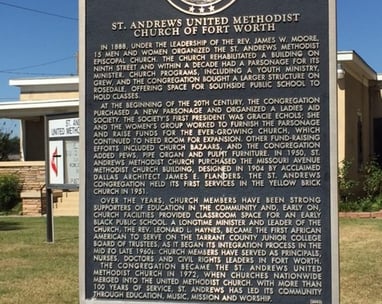 ST. ANDREWS UNITED METHODIST
CHURCH OF FORT WORTH
IN 1888, UNDER THE LEADERSHIP OF THE REV. JAMES W. MOORE,
15 MEN AND WOMEN ORGANIZED THE ST. ANDREWS METHODIST
EPISCOPAL CHURCH. THE CHURCH REHABILITATED A BUILDING ON
NINTH STREET AND WITHIN A DECADE HAD A PARSONAGE FOR ITS
MINISTER. CHURCH PROGRAMS, INCLUDING A YOUTH MINISTRY,
GREW, AND THE CONGREGATION BOUGHT A LARGER STRUCTURE ON
ROSEDALE, OFFERING SPACE FOR SOUTHSIDE PUBLIC SCHOOL TO
HOLD CLASSES.
AT THE BEGINNING OF THE 20TH CENTURY, THE CONGREGATION
PURCHASED A NEW PARSONAGE AND ORGANIZED A LADIES AID
SOCIETY. THE SOCIETY'S FIRST PRESIDENT WAS GRACIE ECHOLS; SHE
AND THE WOMEN'S GROUP WORKED TO FURNISH THE PARSONAGE
AND RAISE FUNDS FOR THE EVER-GROWING CHURCH, WHICH
CONTINUED TO NEED ROOM FOR EXPANSION. OTHER FUND-RAISING
EFFORTS INCLUDED CHURCH BAZAARS, AND THE CONGREGATION
ADDED PEWS, PIPE ORGAN AND PULPIT FURNITURE. IN 1950, ST.
ANDREWS METHODIST CHURCH PURCHASED THE MISSOURI AVENUE
METHODIST CHURCH BUILDING, DESIGNED IN 1904 BY ACCLAIMED
DALLAS ARCHITECT JAMES E. FLANDERS. THE ST. ANDREWS
CONGREGATION HELD ITS FIRST SERVICES IN THE YELLOW BRICK
CHURCH IN 1951.
OVER THE YEARS, CHURCH MEMBERS HAVE BEEN STRONG
SUPPORTERS OF EDUCATION IN THE COMMUNITY AND, EARLY ON,
CHURCH FACILITIES PROVIDED CLASSROOM SPACE FOR AN EARLY
BLACK PUBLIC SCHOOL. A LONGTIME MINISTER AND LEADER OF THE
CHURCH, THE REV. LEONARD L. HAYNES, BECAME THE FIRST AFRICAN
AMERICAN TO SERVE ON THE TARRANT COUNTY JUNIOR COLLEGE
BOARD OF TRUSTEES, AS IT BEGAN ITS INTEGRATION PROCESS IN THE
MID TO LATE 1960s. CHURCH MEMBERS HAVE SERVED AS PRINCIPALS,
NURSES, DOCTORS AND CIVIL RIGHTS LEADERS IN FORT WORTH.
THE CONGREGATION BECAME THE ST. ANDREWS UNITED
METHODIST CHURCH IN 1972, WHEN CHURCHES NATIONWIDE
MERGED INTO THE UNITED METHODIST CHURCH. WITH MORE THAN
100 YEARS OF SERVICE, ST. ANDREWS HAS LED ITS COMMUNITY
THROUGH EDUCATION, MUSIC, MISSION AND WORSHIP.
ST. AN
UNITED METH